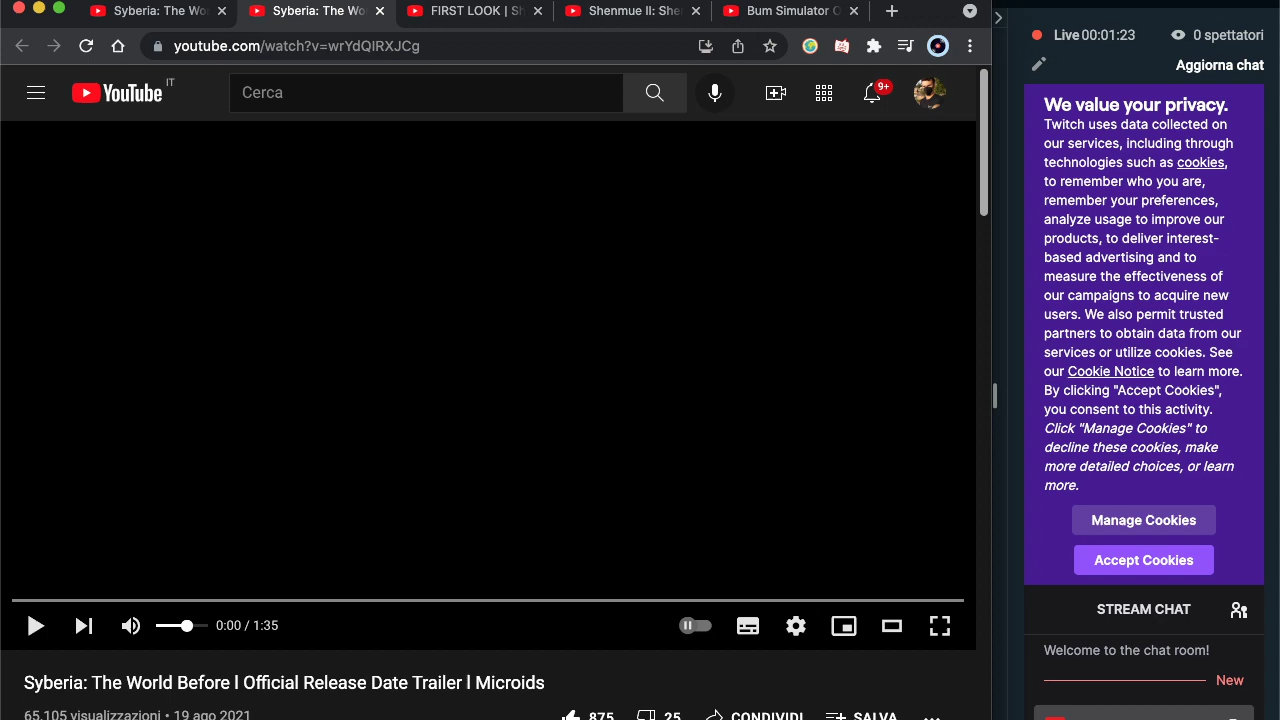 Syberia: The Wo
Syberia: The Wo
FIRST LOOK | Sh
Shenmue II: She
Bum Simulator O
youtube.com/watch?v=wrYdQIRXJCg
YouTube
IT
Cerca
9+
0:00 / 1:35
Syberia: The World Before l Official Release Date Trailer l Microids
65.105 visualizzazioni • 19 ago 2021
875
25
CONDIVIDI
SALVA
Live 00:01:23
0 spettatori
Aggiorna chat
We value your privacy.
Twitch uses data collected on
our services, including through
technologies such as cookies,
to remember who you are,
remember your preferences,
analyze usage to improve our
products, to deliver interest-
based advertising and to
measure the effectiveness of
our campaigns to acquire new
users. We also permit trusted
partners to obtain data from our
services or utilize cookies. See
our Cookie Notice to learn more.
By clicking "Accept Cookies",
you consent to this activity.
Click "Manage Cookies" to
decline these cookies, make
more detailed choices, or learn
more.
Manage Cookies
Accept Cookies
STREAM CHAT
Welcome to the chat room!
New